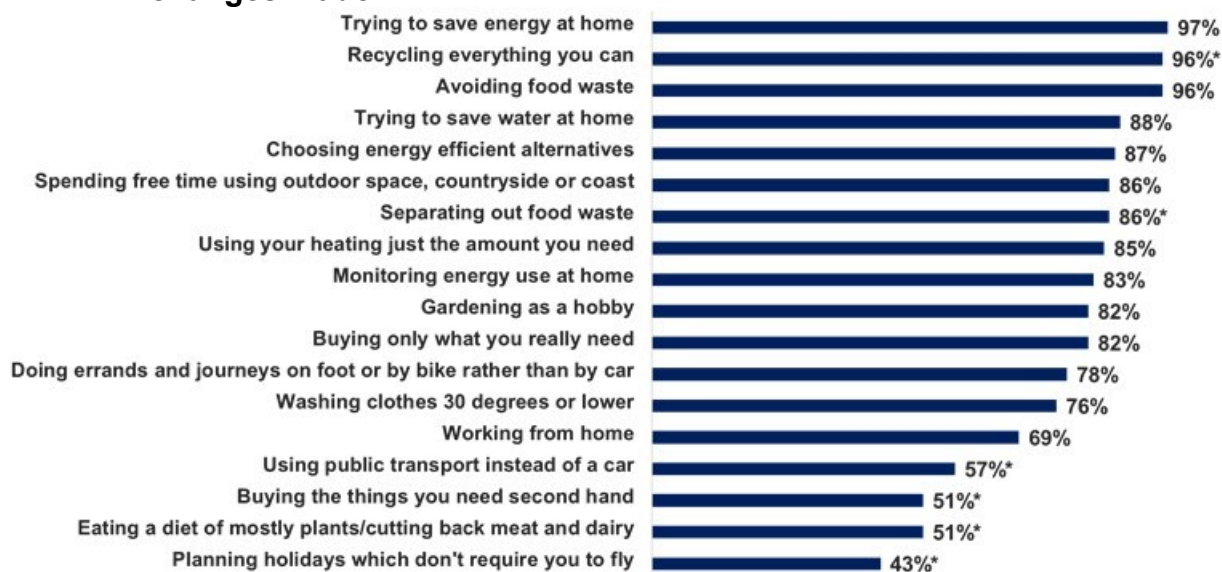 Trying to save energy at home 97%
Recycling everything you can 96%*
Avoiding food waste 96%
Trying to save water at home 88%
Choosing energy efficient alternatives 87%
Spending free time using outdoor space, countryside or coast 86%
Separating out food waste 86%*
Using your heating just the amount you need 85%
Monitoring energy use at home 83%
Gardening as a hobby 82%
Buying only what you really need 82%
Doing errands and journeys on foot or by bike rather than by car 78%
Washing clothes 30 degrees or lower 76%
Working from home 69%
Using public transport instead of a car 57%*
Buying the things you need second hand 51%*
Eating a diet of mostly plants/cutting back meat and dairy 51%*
Planning holidays which don't require you to fly 43%*